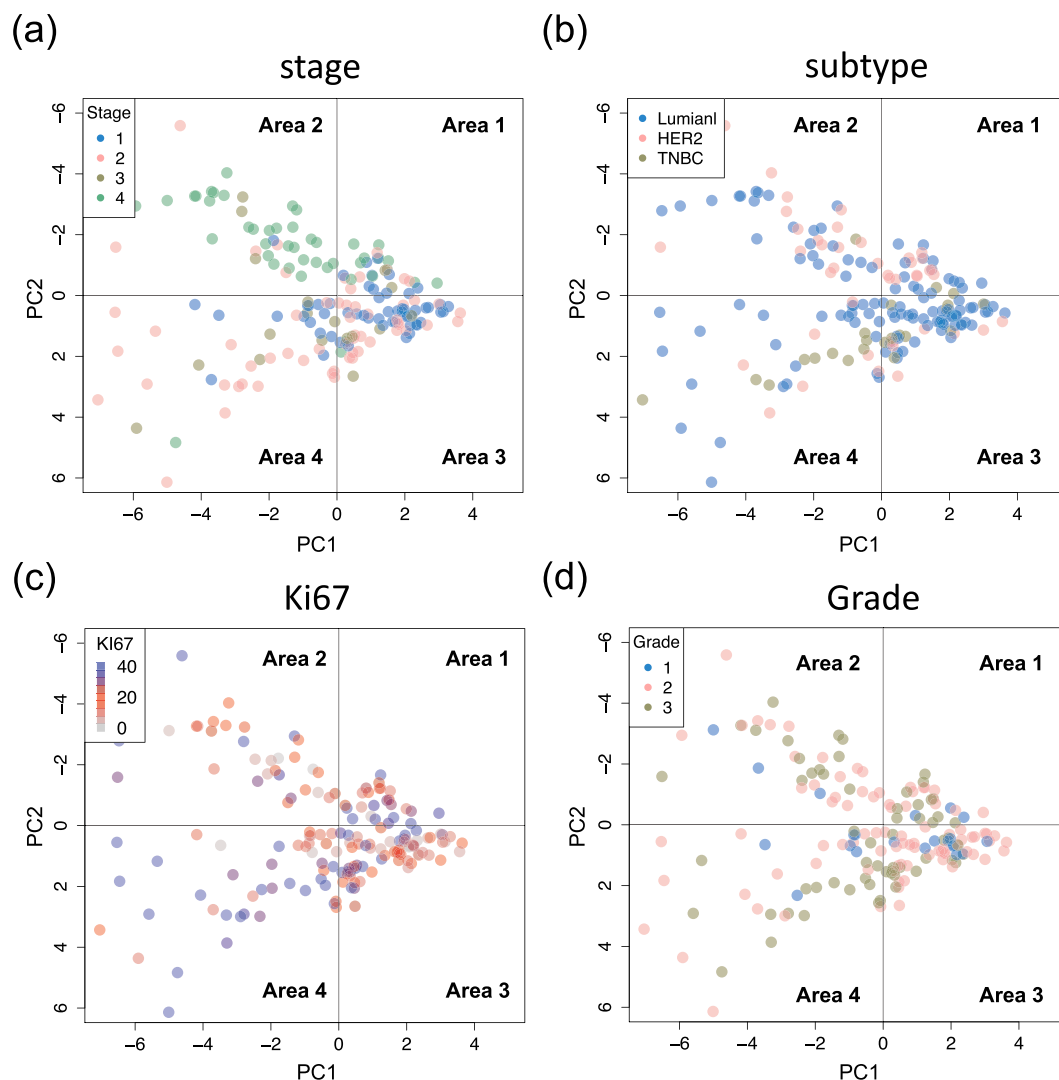 (a)
stage
Stage
1
2
3
4
Area 2
Area 1
Area 4
Area 3
-6
-4
-2
0
2
4
6
PC2
−6
−4
−2
0
2
4
PC1
(b)
subtype
Lumianl
HER2
TNBC
Area 2
Area 1
Area 4
Area 3
-6
-4
-2
0
2
4
6
PC2
−6
−4
−2
0
2
4
PC1
(c)
Ki67
KI67
40
20
0
Area 2
Area 1
Area 4
Area 3
-6
-4
-2
0
2
4
6
PC2
−6
−4
−2
0
2
4
PC1
(d)
Grade
Grade
1
2
3
Area 2
Area 1
Area 4
Area 3
-6
-4
-2
0
2
4
6
PC2
−6
−4
−2
0
2
4
PC1